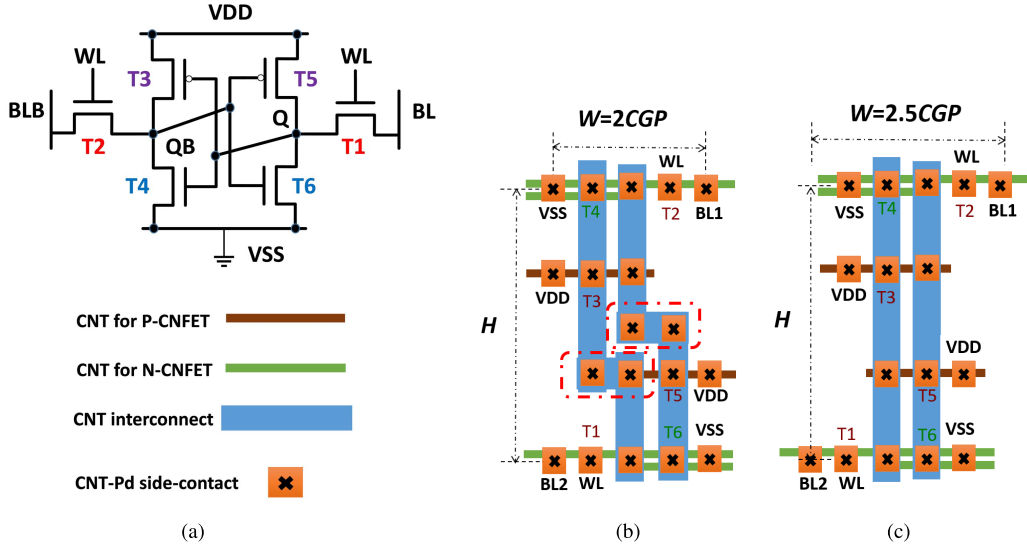 VDD
WL
WL
T3
T5
BLB
BL
Q
T2
QB
T1
T4
T6
VSS
CNT for P-CNFET
CNT for N-CNFET
CNT interconnect
CNT-Pd side-contact
(a)
W=2CGP
WL
VSS
T4
T2
BL1
VDD
T3
H
T5
VDD
T1
T6
VSS
BL2
WL
(b)
W=2.5CGP
WL
VSS
T4
T2
BL1
VDD
T3
H
VDD
T5
T1
T6
VSS
BL2
WL
(c)